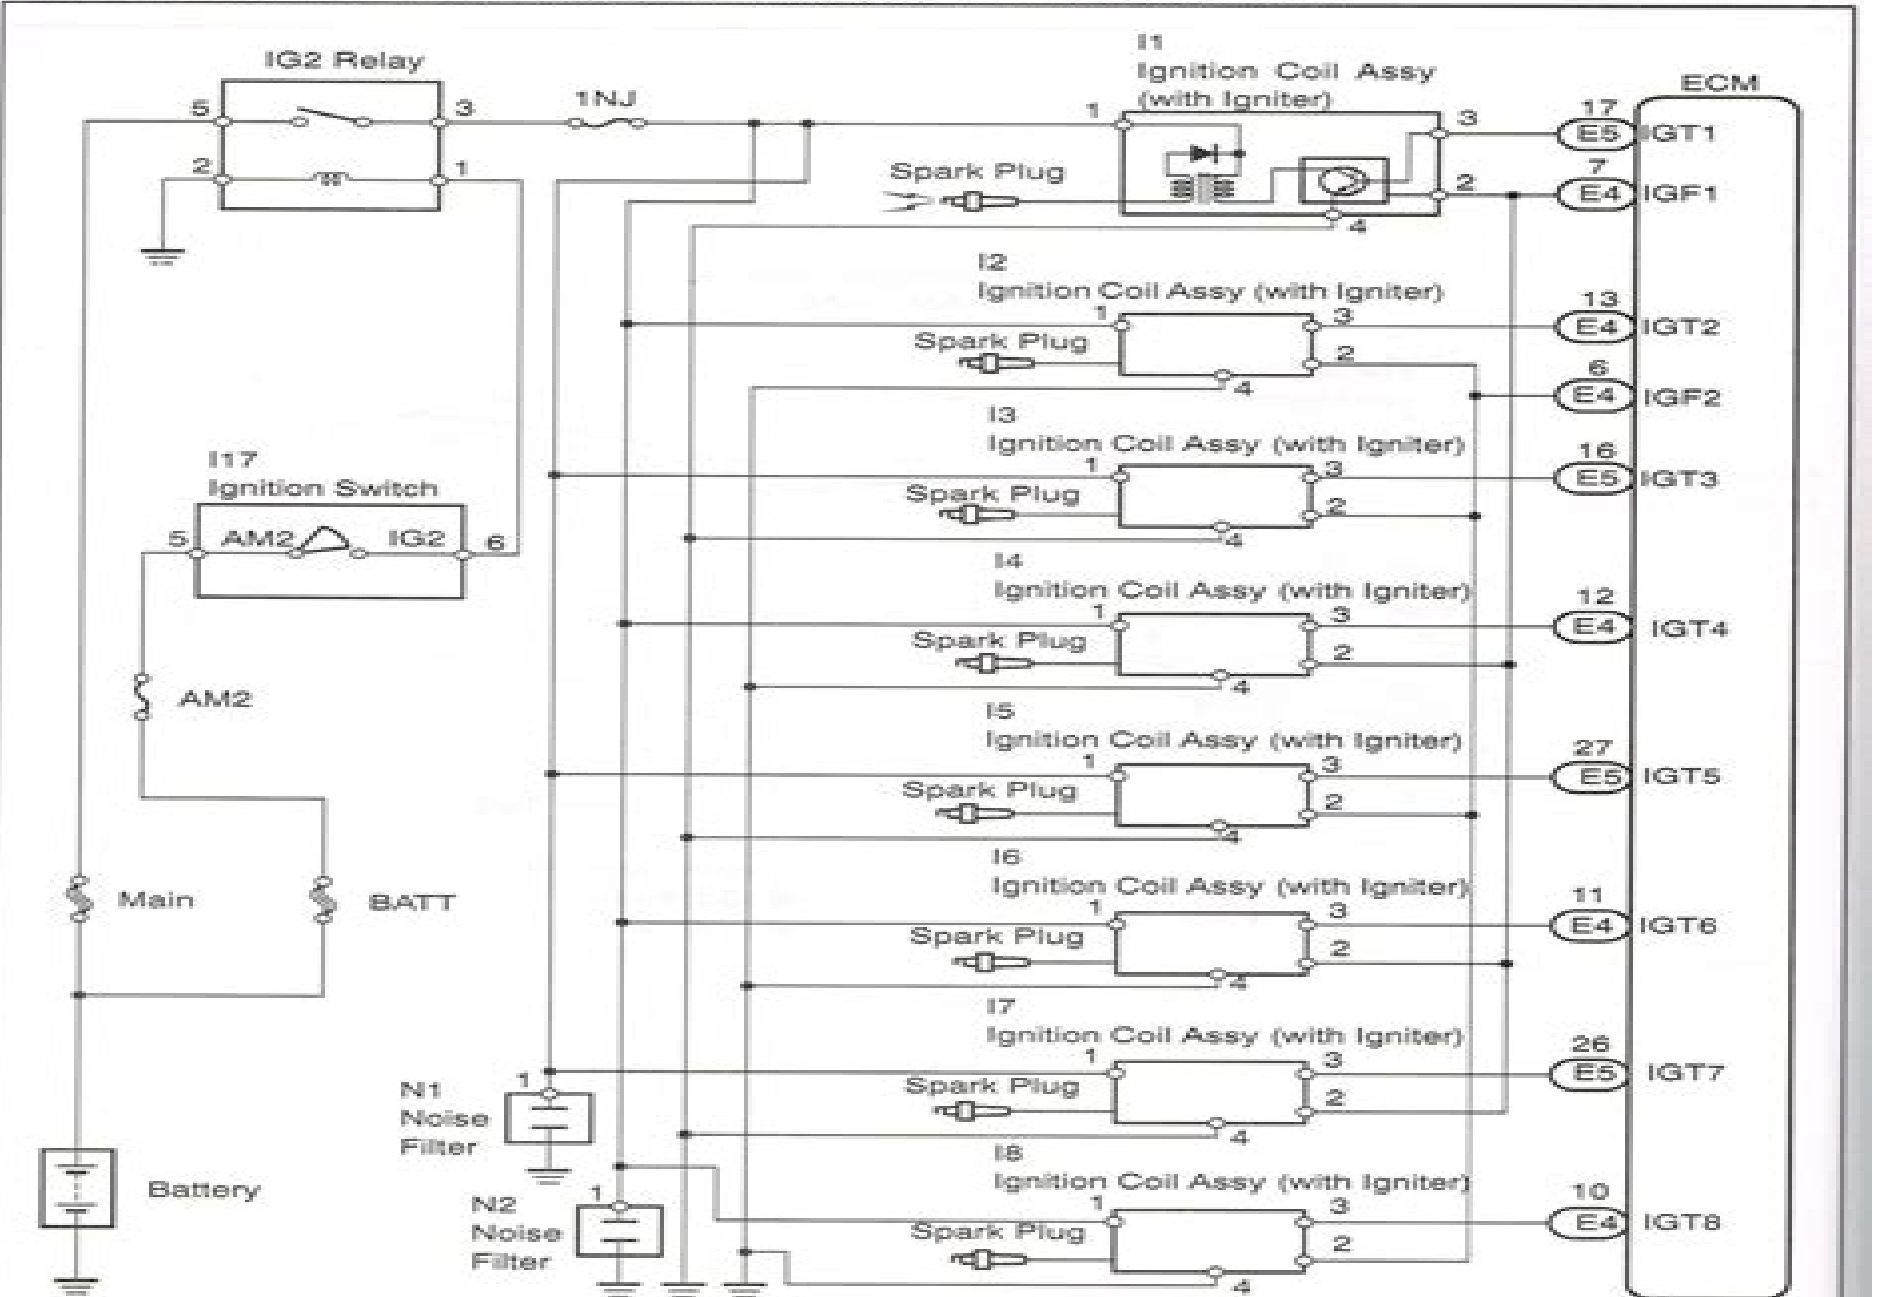 IG2 Relay
5
3
2
1
1NJ
I1
Ignition Coil Assy
(with Igniter)
1
3
2
4
Spark Plug
ECM
17
E5
IGT1
7
E4
IGF1
I2
Ignition Coil Assy (with Igniter)
1
3
2
4
Spark Plug
13
E4
IGT2
6
E4
IGF2
I3
Ignition Coil Assy (with Igniter)
1
3
2
4
Spark Plug
16
E5
IGT3
I17
Ignition Switch
5
AM2
IG2
6
I4
Ignition Coil Assy (with Igniter)
1
3
2
4
Spark Plug
12
E4
IGT4
AM2
I5
Ignition Coil Assy (with Igniter)
1
3
2
4
Spark Plug
27
E5
IGT5
Main
BATT
I6
Ignition Coil Assy (with Igniter)
1
3
2
4
Spark Plug
11
E4
IGT6
I7
Ignition Coil Assy (with Igniter)
1
3
2
4
Spark Plug
26
E5
IGT7
N1
Noise
Filter
1
Battery
N2
Noise
Filter
1
I8
Ignition Coil Assy (with Igniter)
1
3
2
4
Spark Plug
10
E4
IGT8